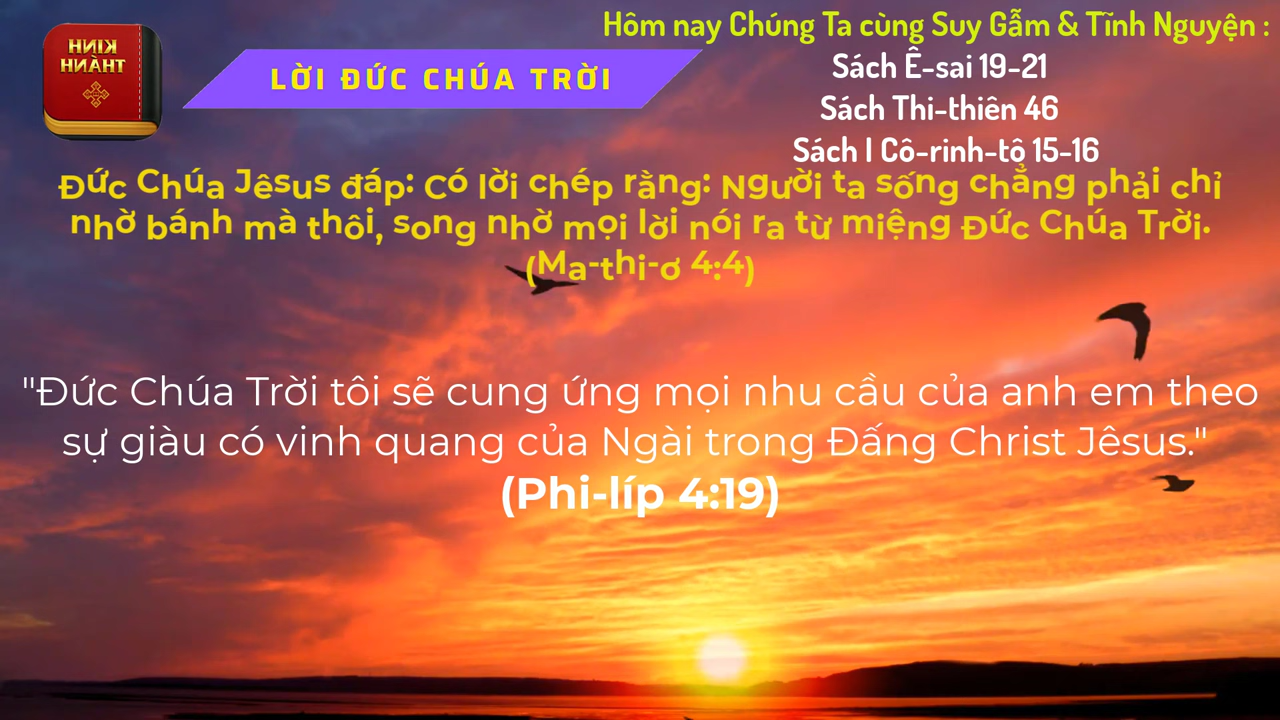 KINH
THÀNH
LỜI ĐỨC CHÚA TRỜI
Hôm nay Chúng Ta cùng Suy Gẫm & Tĩnh Nguyện :
Sách Ê-sai 19-21
Sách Thi-thiên 46
Sách I Cô-rinh-tô 15-16
Đức Chúa Jêsus đáp: Có lời chép rằng: Người ta sống chẳng phải chỉ
nhờ bánh mà thôi, song nhờ mọi lời nói ra từ miệng Đức Chúa Trời.
(Ma-thi-ơ 4:4)
"Đức Chúa Trời tôi sẽ cung ứng mọi nhu cầu của anh em theo
sự giàu có vinh quang của Ngài trong Đấng Christ Jêsus."
(Phi-líp 4:19)